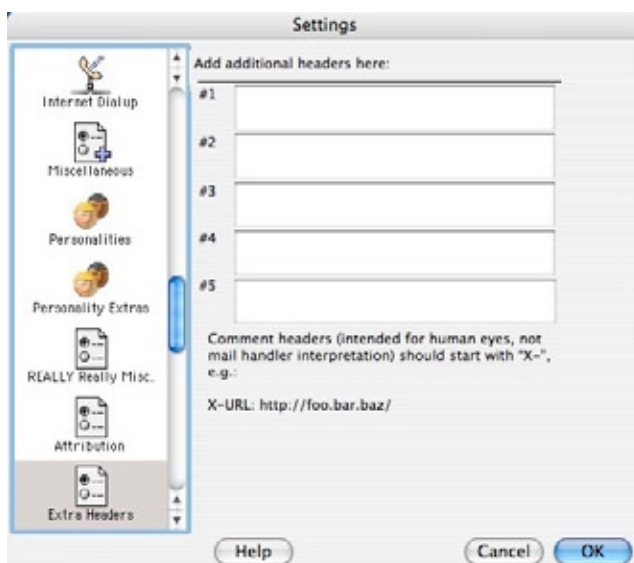 Settings
Internet Dialup
Miscellaneous
Personalities
Personality Extras
REALLY Really Misc.
Attribution
Extra Headers
Add additional headers here:
#1
#2
#3
#4
#5
Comment headers (intended for human eyes, not
mail handler interpretation) should start with "X-",
e.g.:
X-URL: http://foo.bar.baz/
Help
Cancel
OK